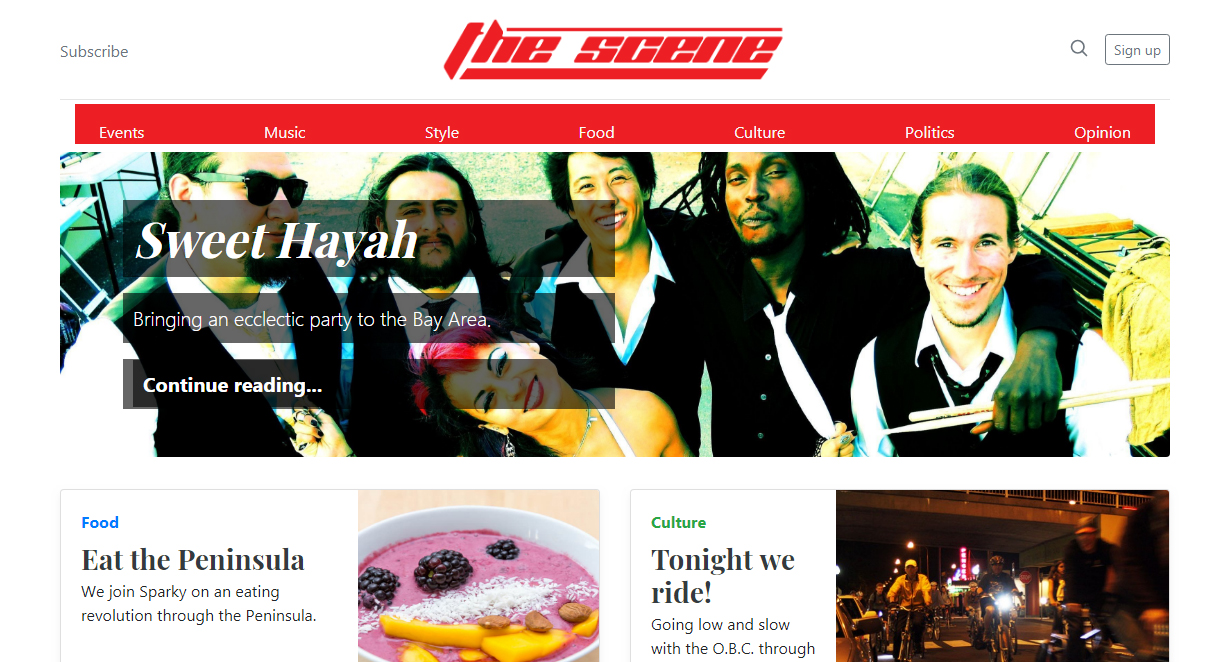 Subscribe
the scene
Sign up
Events Music Style Food Culture Politics Opinion
Sweet Hayah
Bringing an ecclectic party to the Bay Area.
Continue reading...
Food
Eat the Peninsula
We join Sparky on an eating
revolution through the Peninsula.
Culture
Tonight we
ride!
Going low and slow
with the O.B.C. through